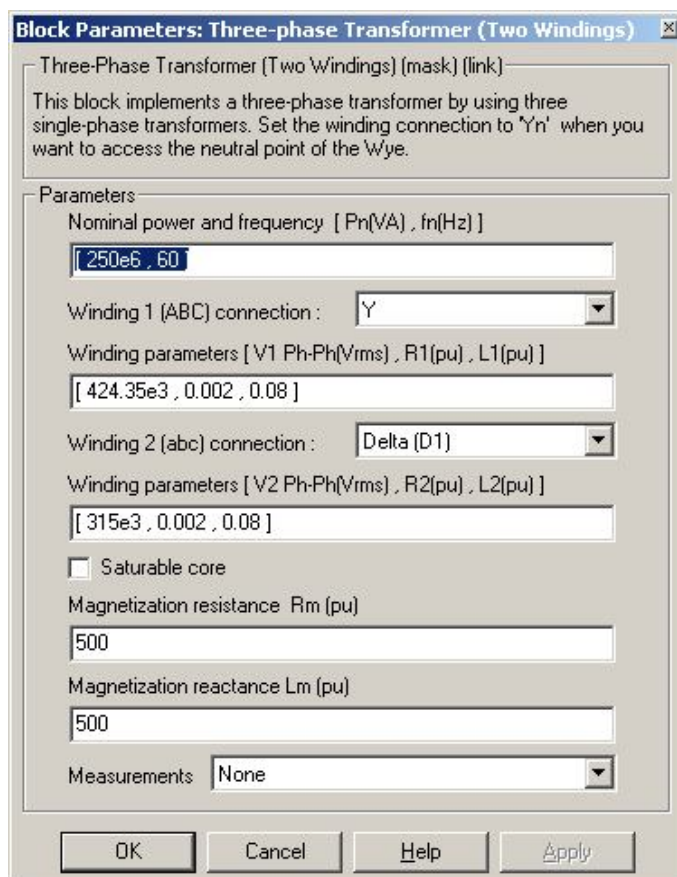 Block Parameters: Three-phase Transformer (Two Windings)
Three-Phase Transformer (Two Windings) (mask) (link)
This block implements a three-phase transformer by using three
single-phase transformers. Set the winding connection to 'Yn' when you
want to access the neutral point of the Wye.
Parameters
Nominal power and frequency [ Pn(VA) , fn(Hz) ]
[ 250e6 , 60 ]
Winding 1 (ABC) connection : Y
Winding parameters [ V1 Ph-Ph(Vrms) , R1(pu) , L1(pu) ]
[ 424.35e3 , 0.002 , 0.08 ]
Winding 2 (abc) connection : Delta (D1)
Winding parameters [ V2 Ph-Ph(Vrms) , R2(pu) , L2(pu) ]
[ 315e3 , 0.002 , 0.08 ]
Saturable core
Magnetization resistance Rm (pu)
500
Magnetization reactance Lm (pu)
500
Measurements None
OK Cancel Help Apply